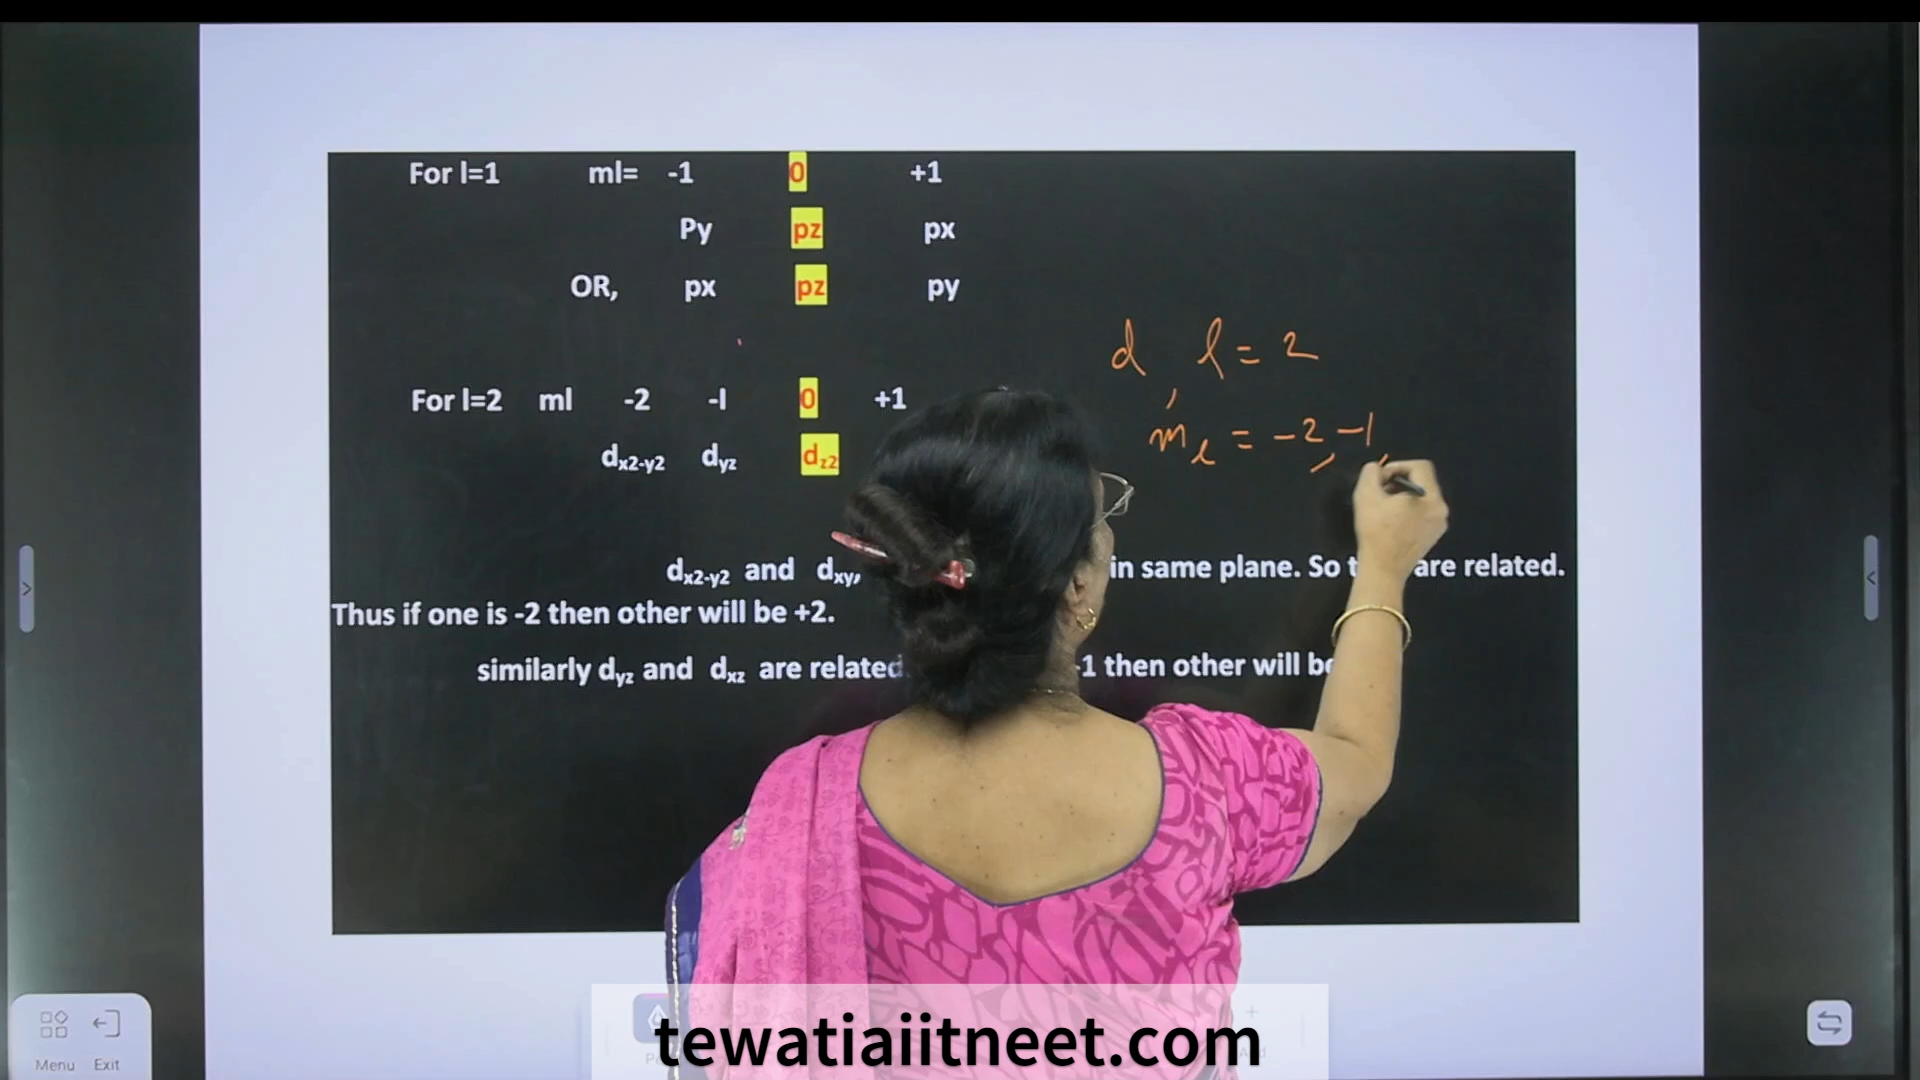 For l=1 ml= -1 0 +1
Py pz px
OR, px pz py
d, l = 2
For l=2 ml -2 -l 0 +1
mℓ = -2, -1,
dx2-y2 dyz dz2
dx2-y2 and dxy, in same plane. So are related.
Thus if one is -2 then other will be +2.
similarly dyz and dxz are related -1 then other will be
Menu Exit
tewatiaiitneet.com